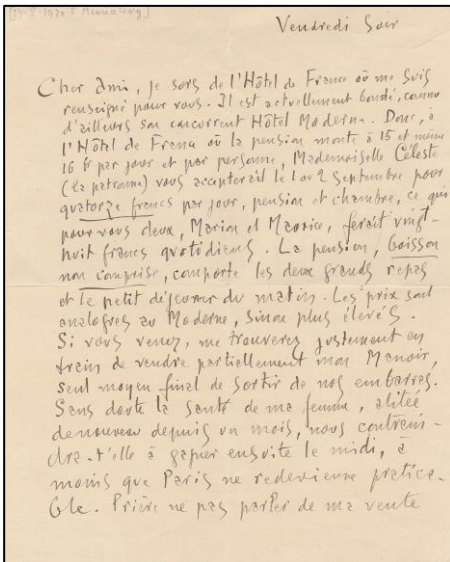 Vendredi Soir
Cher Ami, je sors de l'Hôtel de France où me suis
renseigné pour vous. Il est actuellement bondé, comme
d'ailleurs son concurrent Hôtel Moderne. Donc, à
l'Hôtel de France où la pension monte à 15 et même
16 fr par jour et par personne, Mademoiselle Céleste
(la patronne) vous accepterait le 1 ou 2 Septembre pour
quatorze francs par jour, pension et chambre, ce qui
pour vous deux, Marion et Maurice, ferait vingt-
huit francs quotidiens. La pension, boisson
non comprise, comporte les deux grands repas
et le petit déjeuner du matin. Les prix sont
analogues au Moderne, sinon plus élevés.
Si vous venez, me trouverez justement en
train de vendre partiellement mon Manoir,
seul moyen final de sortir de nos embarras.
Sans doute la santé de ma femme, alitée
de nouveau depuis un mois, nous contrein-
dra-t'elle à gagner ensuite le midi, à
moins que Paris ne redevienne pratica-
ble. Prière ne pas parler de ma vente